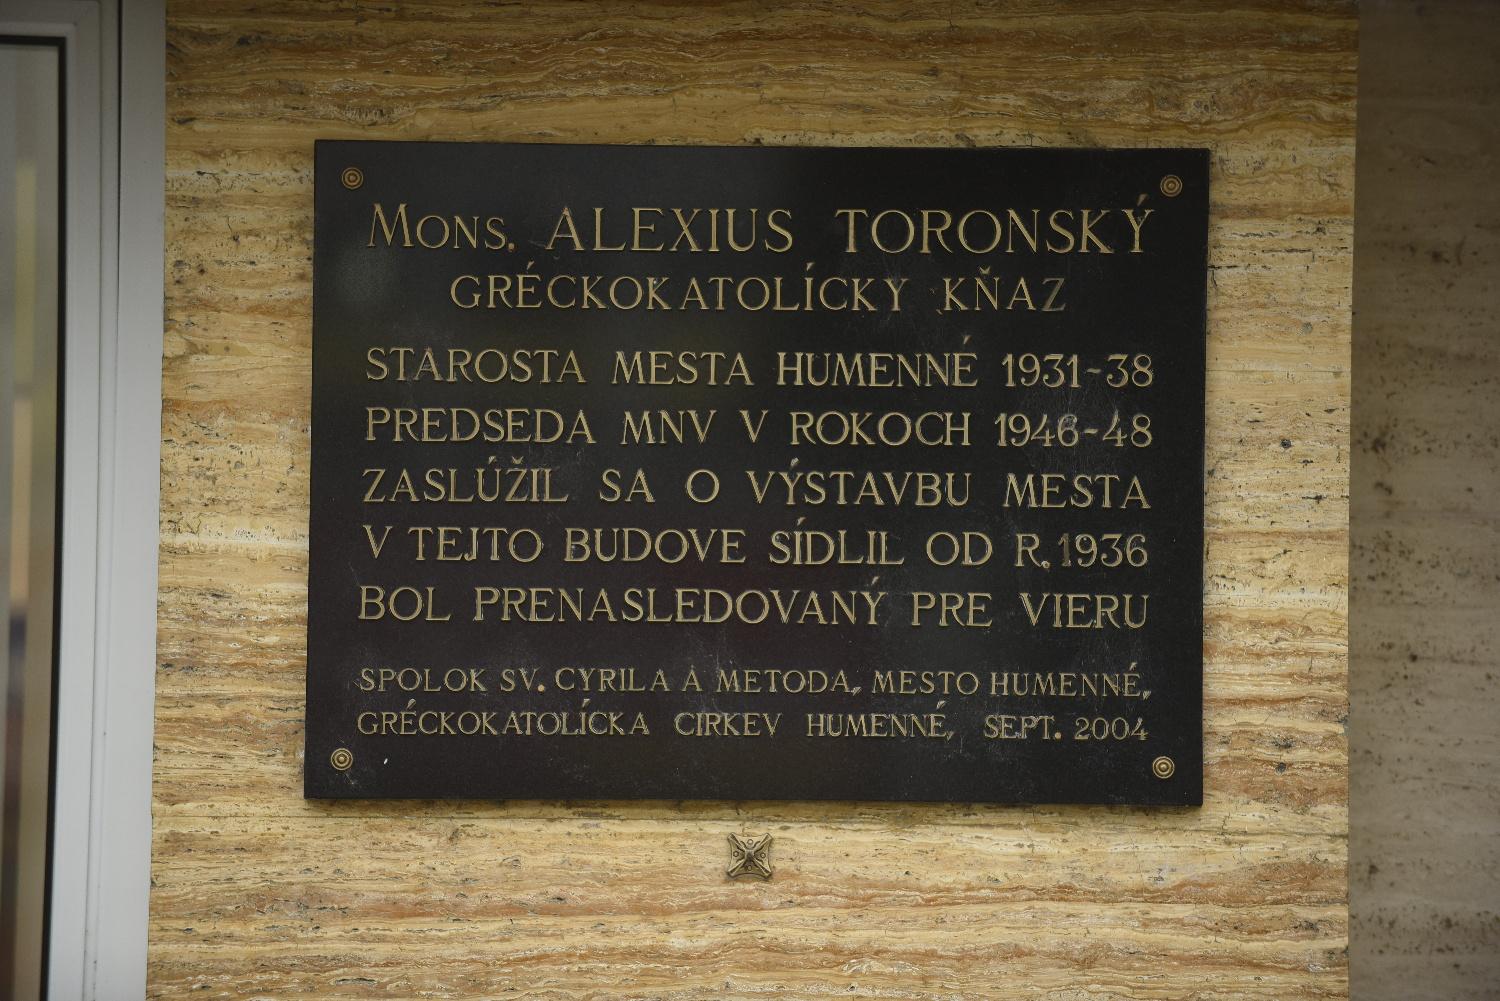 Mons. ALEXIUS TORONSKÝ
GRÉCKOKATOLÍCKY KŇAZ
STAROSTA MESTA HUMENNÉ 1931-38
PREDSEDA MNV V ROKOCH 1946-48
ZASLÚŽIL SA O VÝSTAVBU MESTA
V TEJTO BUDOVE SÍDLIL OD R. 1936
BOL PRENASLEDOVANÝ PRE VIERU
SPOLOK SV. CYRILA A METODA, MESTO HUMENNÉ,
GRÉCKOKATOLÍCKA CIRKEV HUMENNÉ, SEPT. 2004